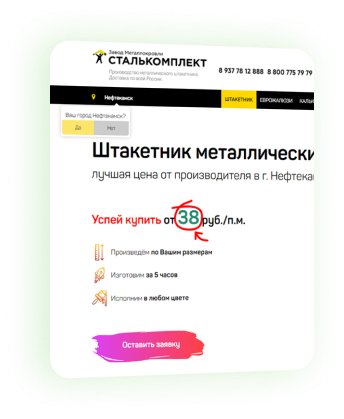 Завод Металлокровли
СТАЛЬКОМПЛЕКТ
Производство металлического штакетника
Доставка по всей России.
8 937 78 12 888 8 800 775 79 79
Нефтекамск
ШТАКЕТНИК ЕВРОЖАЛЮЗИ КАЛЬ
Ваш город Нефтекамск?
Да Нет
Штакетник металлически
лучшая цена от производителя в г. Нефтека
Успей купить от 38 руб./п.м.
Произведём по Вашим размерам
Изготовим за 5 часов
Исполним в любом цвете
Оставить заявку